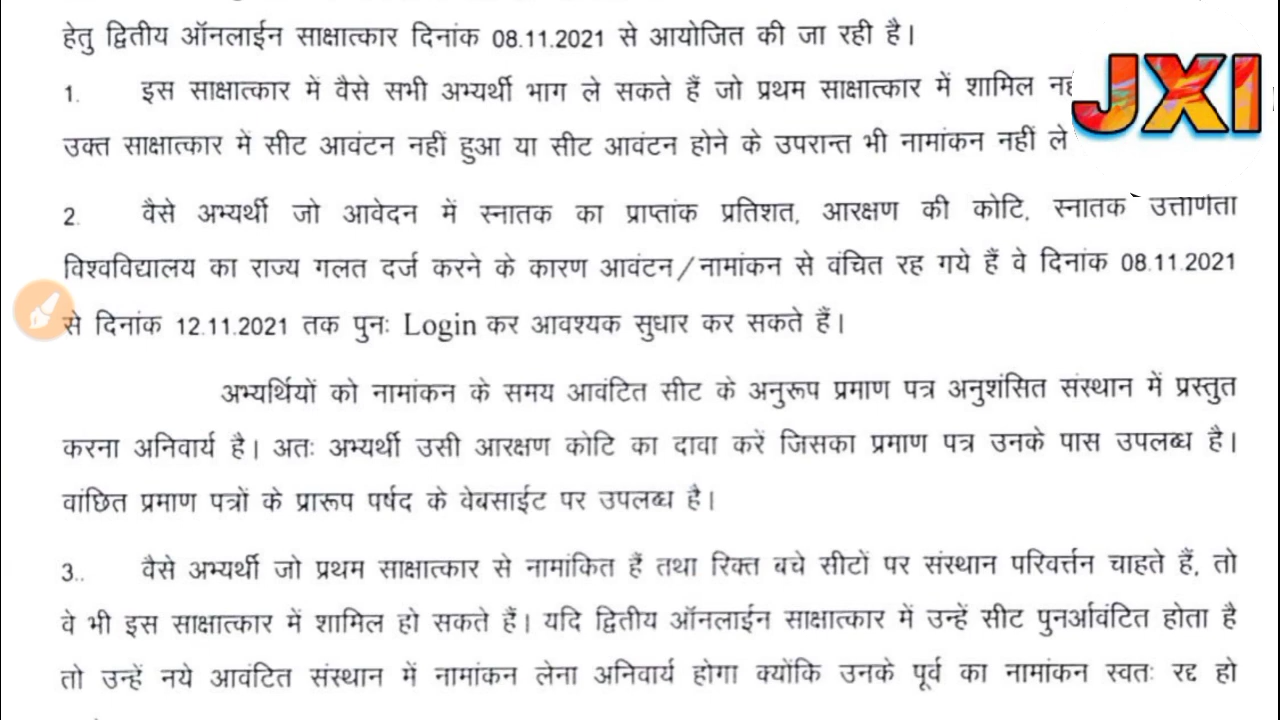 हेतु द्वितीय ऑनलाईन साक्षात्कार दिनांक 08.11.2021 से आयोजित की जा रही है।
1. इस साक्षात्कार में वैसे सभी अभ्यर्थी भाग ले सकते हैं जो प्रथम साक्षात्कार में शामिल
JXI
उक्त साक्षात्कार में सीट आवंटन नहीं हुआ या सीट आवंटन होने के उपरान्त भी नामांकन नहीं ले
2. वैसे अभ्यर्थी जो आवेदन में स्नातक का प्राप्तांक प्रतिशत, आरक्षण की कोटि, स्नातक उत्तीर्णता
विश्वविद्यालय का राज्य गलत दर्ज करने के कारण आवंटन/नामांकन से वंचित रह गये हैं वे दिनांक 08.11.2021
से दिनांक 12.11.2021 तक पुनः Login कर आवश्यक सुधार कर सकते हैं।
अभ्यर्थियों को नामांकन के समय आवंटित सीट के अनुरूप प्रमाण पत्र अनुशंसित संस्थान में प्रस्तुत
करना अनिवार्य है। अतः अभ्यर्थी उसी आरक्षण कोटि का दावा करें जिसका प्रमाण पत्र उनके पास उपलब्ध है।
वांछित प्रमाण पत्रों के प्रारूप पर्षद के वेबसाईट पर उपलब्ध है।
3.. वैसे अभ्यर्थी जो प्रथम साक्षात्कार से नामांकित हैं तथा रिक्त बचे सीटों पर संस्थान परिवर्त्तन चाहते हैं, तो
वे भी इस साक्षात्कार में शामिल हो सकते हैं। यदि द्वितीय ऑनलाईन साक्षात्कार में उन्हें सीट पुनर्आवंटित होता है
तो उन्हें नये आवंटित संस्थान में नामांकन लेना अनिवार्य होगा क्योंकि उनके पूर्व का नामांकन स्वतः रद्द हो